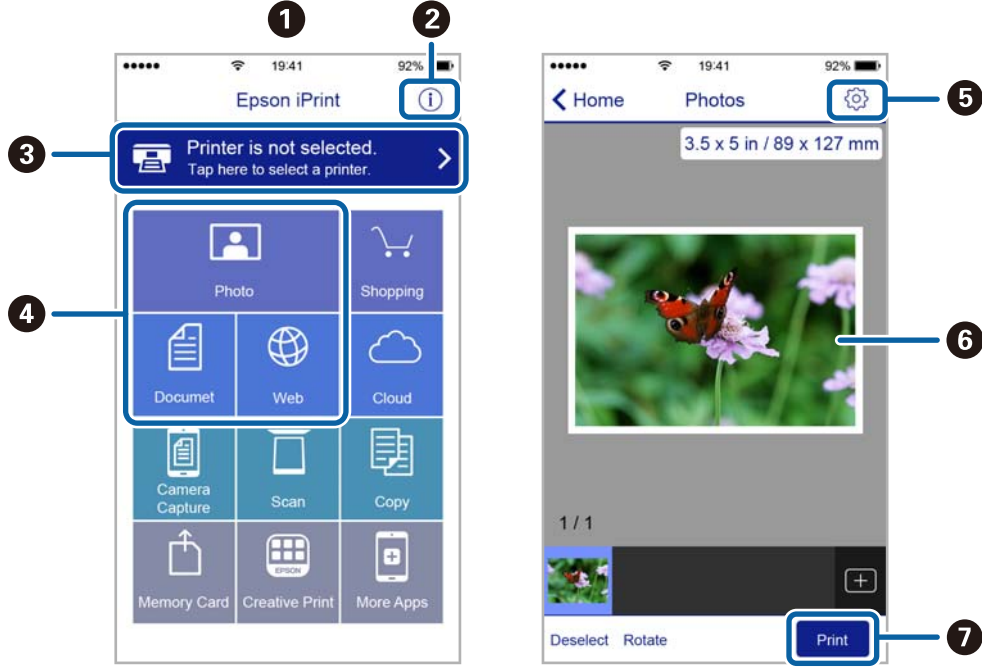 1
2
19:41
92%
Epson iPrint
3
Printer is not selected.
Tap here to select a printer.
4
Photo
Shopping
Documet
Web
Cloud
Camera
Capture
Scan
Copy
EPSON
Memory Card
Creative Print
More Apps
19:41
92%
Home
Photos
5
3.5 x 5 in / 89 x 127 mm
6
1 / 1
Deselect
Rotate
Print
7